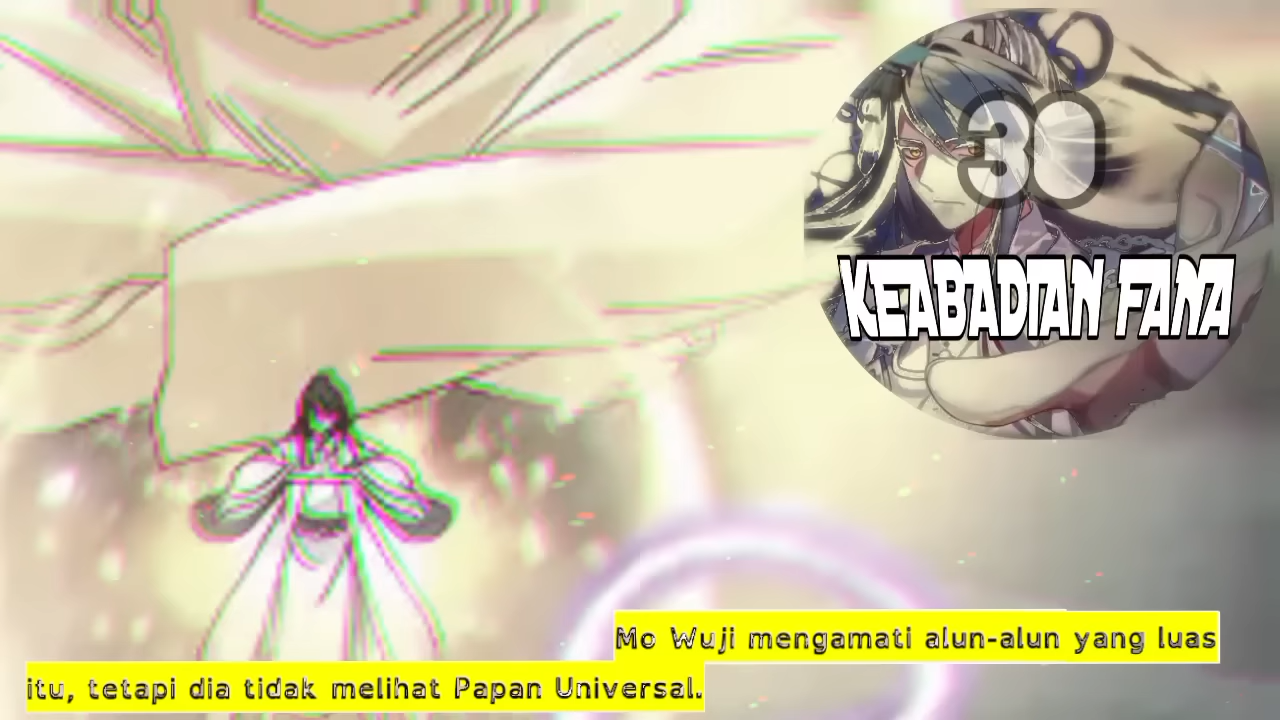 30
KEABADIAN FANA
Mo Wuji mengamati alun-alun yang luas
itu, tetapi dia tidak melihat Papan Universal.